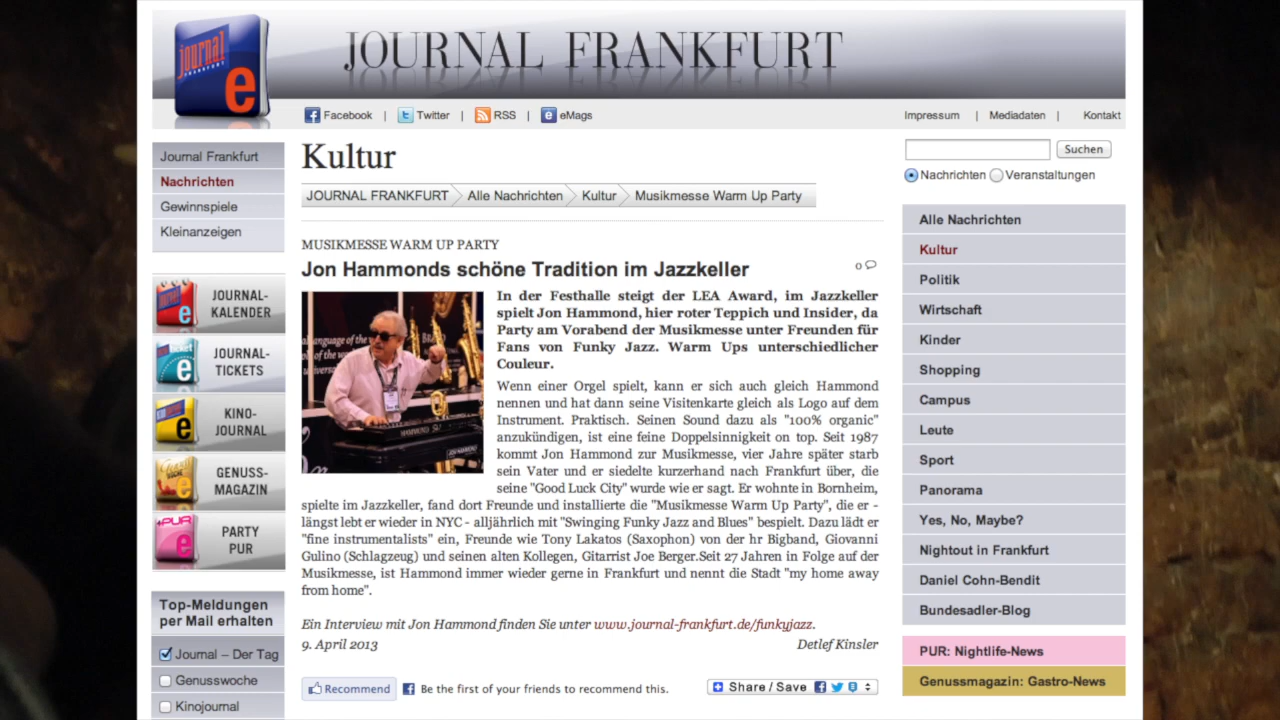 journal
FRANKFURT
e
JOURNAL FRANKFURT
Facebook | Twitter | RSS | eMags
Impressum | Mediadaten | Kontakt
Journal Frankfurt
Nachrichten
Gewinnspiele
Kleinanzeigen
JOURNAL-
KALENDER
JOURNAL-
TICKETS
KINO-
JOURNAL
GENUSS-
MAGAZIN
PARTY
PUR
Top-Meldungen
per Mail erhalten
Journal – Der Tag
Genusswoche
Kinojournal
Kultur
JOURNAL FRANKFURT Alle Nachrichten Kultur Musikmesse Warm Up Party
MUSIKMESSE WARM UP PARTY
Jon Hammonds schöne Tradition im Jazzkeller
0
In der Festhalle steigt der LEA Award, im Jazzkeller
spielt Jon Hammond, hier roter Teppich und Insider, da
Party am Vorabend der Musikmesse unter Freunden für
Fans von Funky Jazz. Warm Ups unterschiedlicher
Couleur.
Wenn einer Orgel spielt, kann er sich auch gleich Hammond
nennen und hat dann seine Visitenkarte gleich als Logo auf dem
Instrument. Praktisch. Seinen Sound dazu als "100% organic"
anzukündigen, ist eine feine Doppelsinnigkeit on top. Seit 1987
kommt Jon Hammond zur Musikmesse, vier Jahre später starb
sein Vater und er siedelte kurzerhand nach Frankfurt über, die
seine "Good Luck City" wurde wie er sagt. Er wohnte in Bornheim,
spielte im Jazzkeller, fand dort Freunde und installierte die "Musikmesse Warm Up Party", die er -
längst lebt er wieder in NYC - alljährlich mit "Swinging Funky Jazz and Blues" bespielt. Dazu lädt er
"fine instrumentalists" ein, Freunde wie Tony Lakatos (Saxophon) von der hr Bigband, Giovanni
Gulino (Schlagzeug) und seinen alten Kollegen, Gitarrist Joe Berger.Seit 27 Jahren in Folge auf der
Musikmesse, ist Hammond immer wieder gerne in Frankfurt und nennt die Stadt "my home away
from home".
Ein Interview mit Jon Hammond finden Sie unter www.journal-frankfurt.de/funkyjazz.
9. April 2013 Detlef Kinsler
Recommend Be the first of your friends to recommend this.
Share / Save
Suchen
Nachrichten Veranstaltungen
Alle Nachrichten
Kultur
Politik
Wirtschaft
Kinder
Shopping
Campus
Leute
Sport
Panorama
Yes, No, Maybe?
Nightout in Frankfurt
Daniel Cohn-Bendit
Bundesadler-Blog
PUR: Nightlife-News
Genussmagazin: Gastro-News